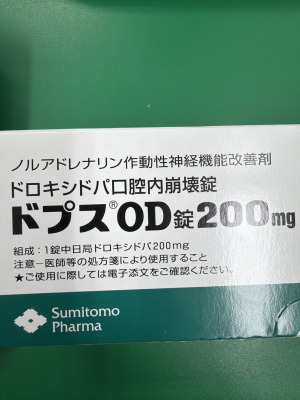 ノルアドレナリン作動性神経機能改善剤
ドロキシドパ口腔内崩壊錠
ドプス®OD錠200mg
組成：1錠中日局ドロキシドパ200mg
注意－医師等の処方箋により使用すること
★ご使用に際しては電子添文をご確認ください。
Sumitomo
Pharma